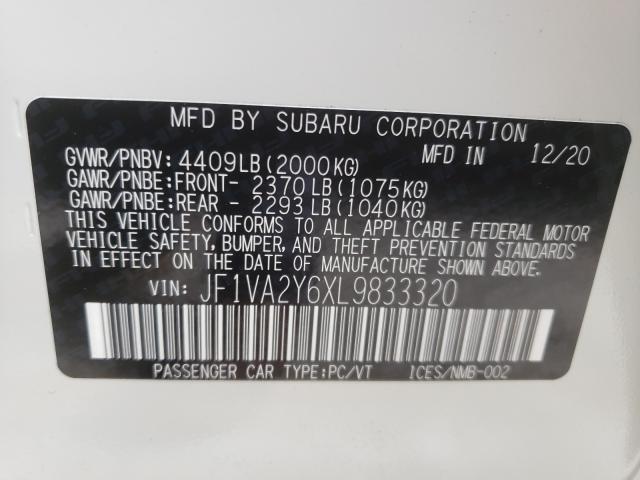 MFD BY SUBARU CORPORATION
GVWR/PNBV: 4409LB(2000KG) MFD IN 12/20
GAWR/PNBE:FRONT- 2370LB(1075KG)
GAWR/PNBE:REAR - 2293LB(1040KG)
THIS VEHICLE CONFORMS TO ALL APPLICABLE FEDERAL MOTOR
VEHICLE SAFETY, BUMPER, AND THEFT PREVENTION STANDARDS
IN EFFECT ON THE DATE OF MANUFACTURE SHOWN ABOVE.
VIN: JF1VA2Y6XL9833320
PASSENGER CAR TYPE:PC/VT ICES/NMB-002